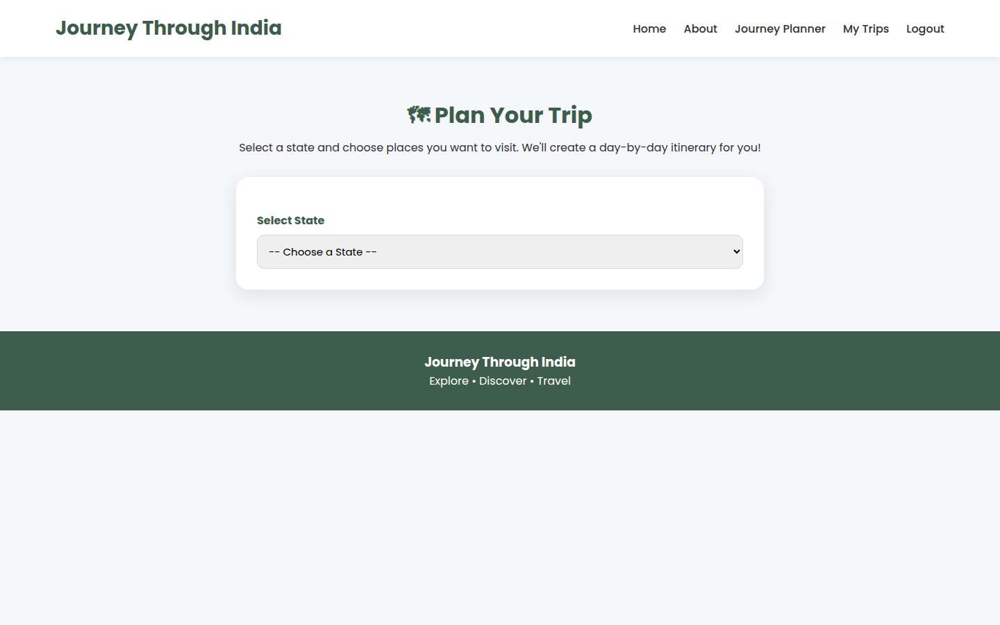 Journey Through India
Home About Journey Planner My Trips Logout
🗺 Plan Your Trip
Select a state and choose places you want to visit. We'll create a day-by-day itinerary for you!
Select State
-- Choose a State --
Journey Through India
Explore • Discover • Travel